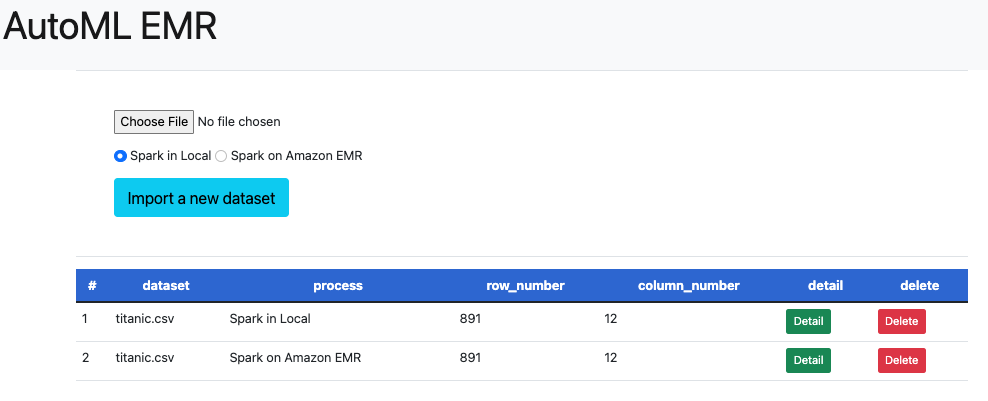 AutoML EMR
Choose File No file chosen
Spark in Local Spark on Amazon EMR
Import a new dataset
# dataset process row_number column_number detail delete
1 titanic.csv Spark in Local 891 12 Detail Delete
2 titanic.csv Spark on Amazon EMR 891 12 Detail Delete